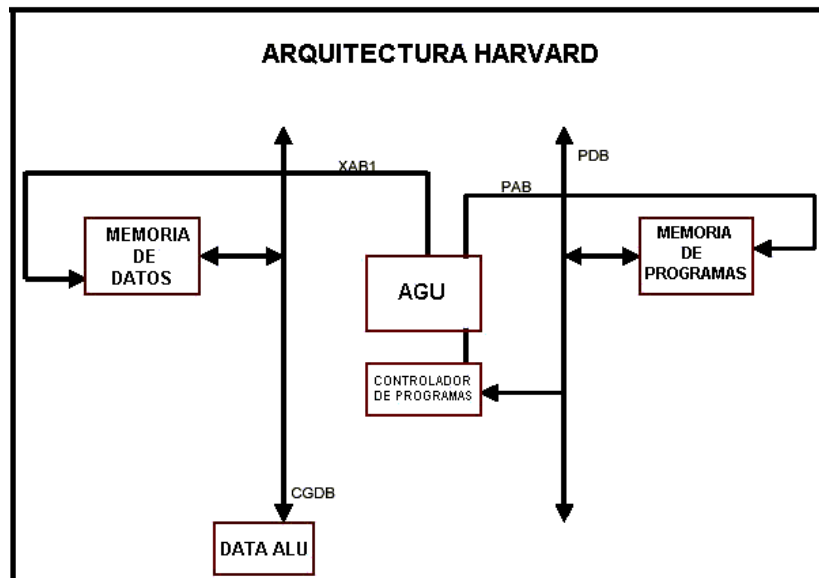 ARQUITECTURA HARVARD
PDB
XAB1
PAB
MEMORIA
DE
DATOS
MEMORIA
DE
PROGRAMAS
AGU
CONTROLADOR
DE PROGRAMAS
CGDB
DATA ALU